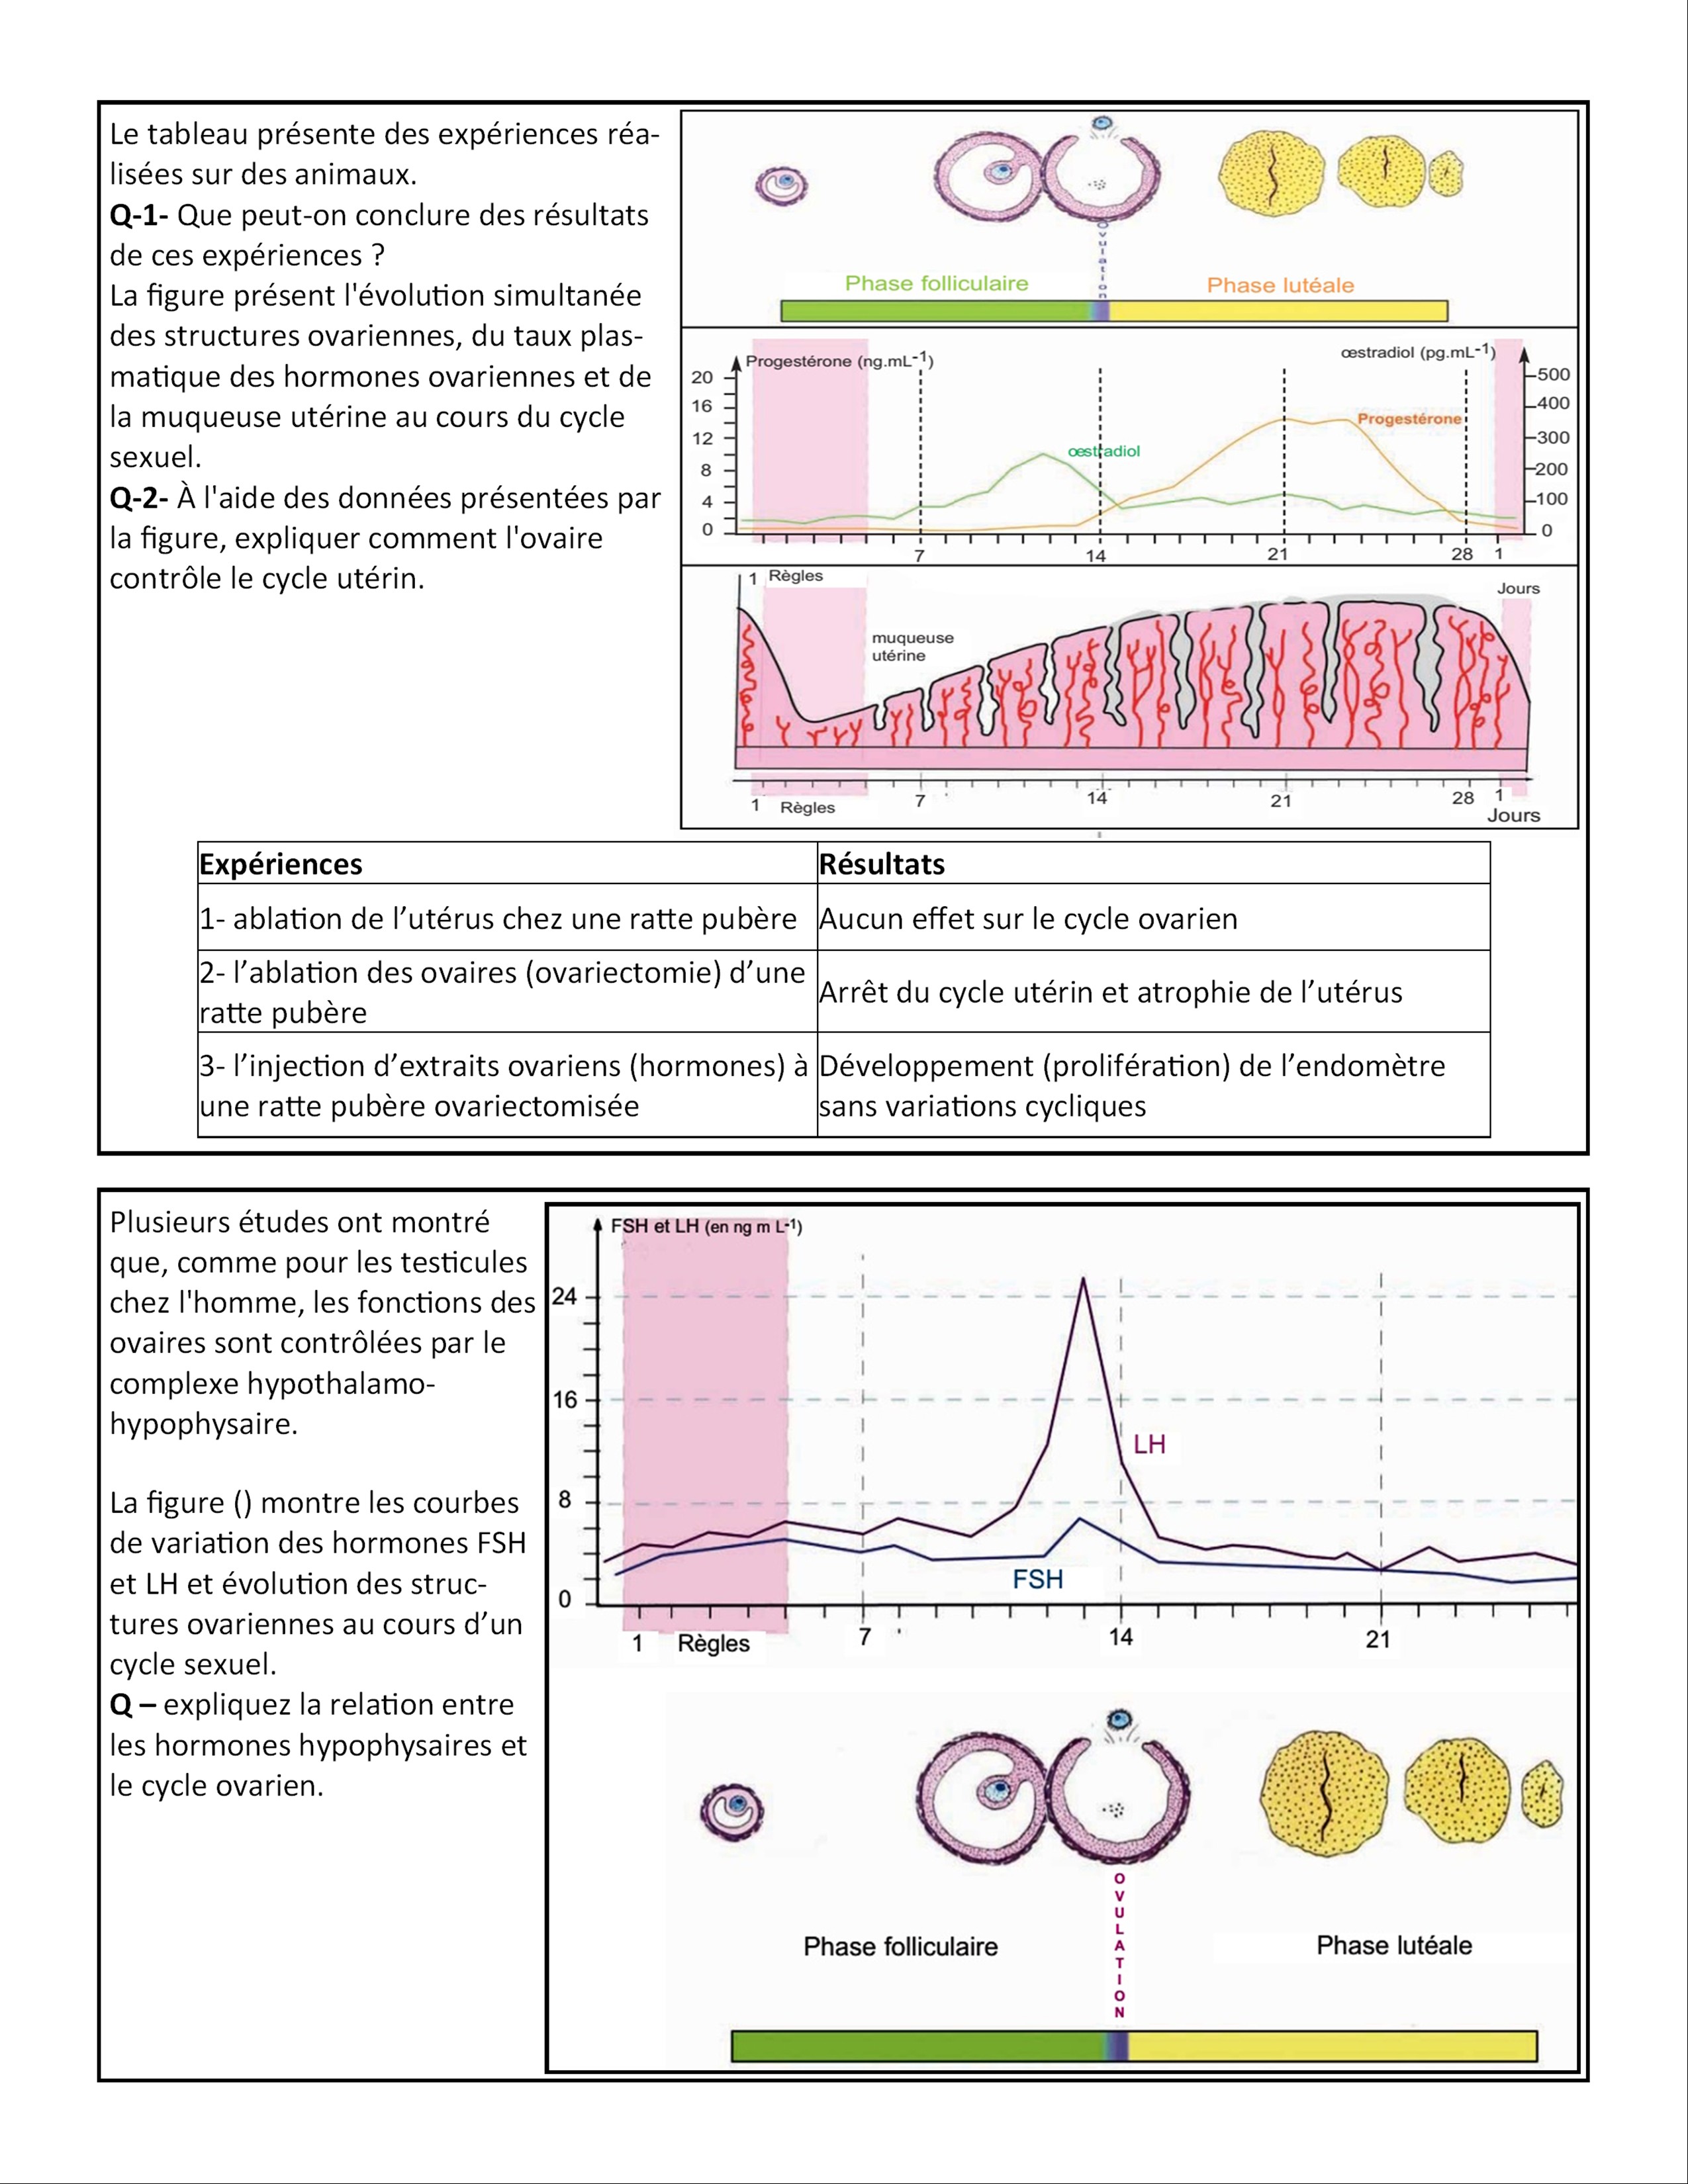 Le tableau présente des expériences réa-
lisées sur des animaux.
Q-1- Que peut-on conclure des résultats
de ces expériences ?
La figure présent l'évolution simultanée
des structures ovariennes, du taux plas-
matique des hormones ovariennes et de
la muqueuse utérine au cours du cycle
sexuel.
Q-2- À l'aide des données présentées par
la figure, expliquer comment l'ovaire
contrôle le cycle utérin.
Ovulation
Phase folliculaire
Phase lutéale
Progestérone (ng.mL-1)
œstradiol (pg.mL-1)
20
16
12
8
4
0
500
400
300
200
100
0
œstradiol
Progestérone
7
14
21
28
1
1
Règles
Jours
muqueuse
utérine
1
Règles
7
14
21
28
1
Jours
Expériences
Résultats
1- ablation de l’utérus chez une ratte pubère
Aucun effet sur le cycle ovarien
2- l’ablation des ovaires (ovariectomie) d’une
ratte pubère
Arrêt du cycle utérin et atrophie de l’utérus
3- l’injection d’extraits ovariens (hormones) à
une ratte pubère ovariectomisée
Développement (prolifération) de l’endomètre
sans variations cycliques
Plusieurs études ont montré
que, comme pour les testicules
chez l'homme, les fonctions des
ovaires sont contrôlées par le
complexe hypothalamo-
hypophysaire.
La figure () montre les courbes
de variation des hormones FSH
et LH et évolution des struc-
tures ovariennes au cours d’un
cycle sexuel.
Q – expliquez la relation entre
les hormones hypophysaires et
le cycle ovarien.
FSH et LH (en ng m L-1)
24
16
8
0
LH
FSH
1
Règles
7
14
21
OVULATION
Phase folliculaire
Phase lutéale